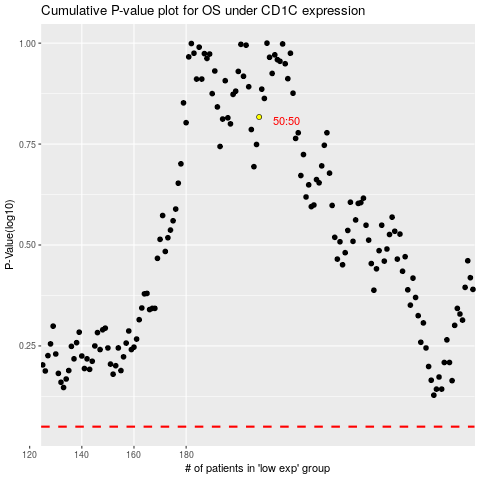 Cumulative P-value plot for OS under CD1C expression
1.00
0.75
0.50
0.25
P-Value(log10)
50:50
120 140 160 180
# of patients in 'low exp' group